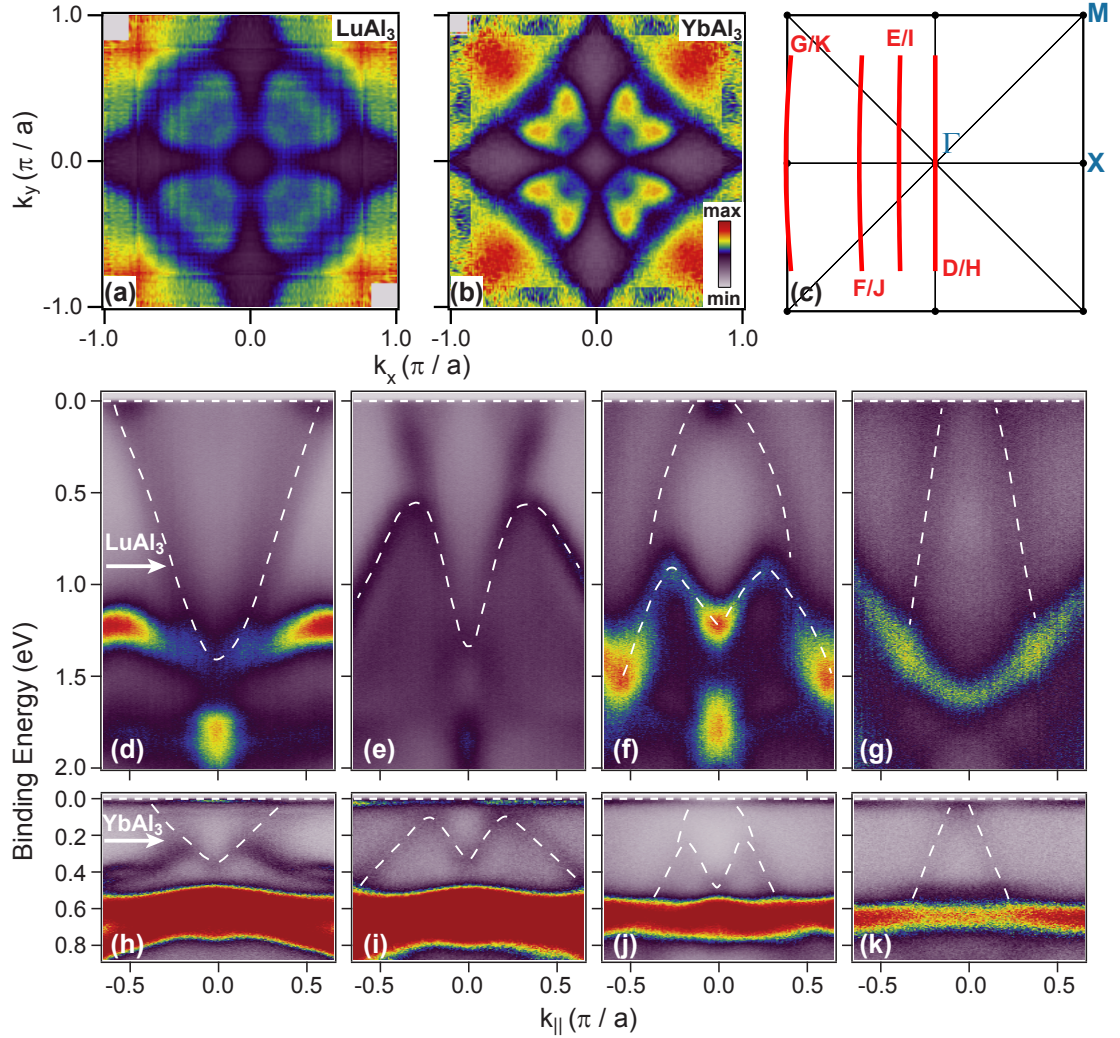 1.0
0.0
-1.0
k_y (π / a)
LuAl₃
(a)
-1.0 0.0 1.0
YbAl₃
max
min
(b)
-1.0 0.0 1.0
k_x (π / a)
M
G/K
E/I
Γ
X
F/J
D/H
(c)
Binding Energy (eV)
0.0
0.5
1.0
1.5
2.0
LuAl₃
(d)
(e)
(f)
(g)
0.0
0.2
0.4
0.6
0.8
YbAl₃
(h)
(i)
(j)
(k)
-0.5 0.0 0.5
-0.5 0.0 0.5
-0.5 0.0 0.5
-0.5 0.0 0.5
k_|| (π / a)